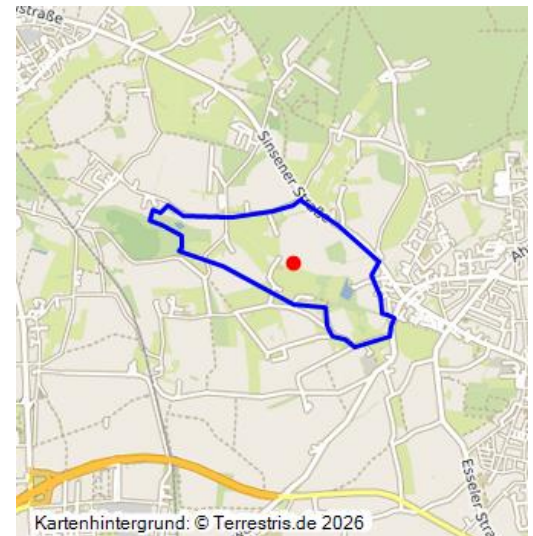 straße
Sinsener Straße
Ah
Esseler Stra
Kartenhintergrund: © Terrestris.de 2026